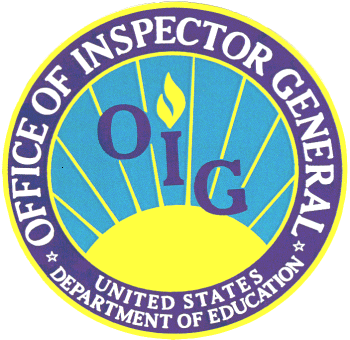 OFFICE OF INSPECTOR GENERAL
OIG
UNITED STATES
DEPARTMENT OF EDUCATION